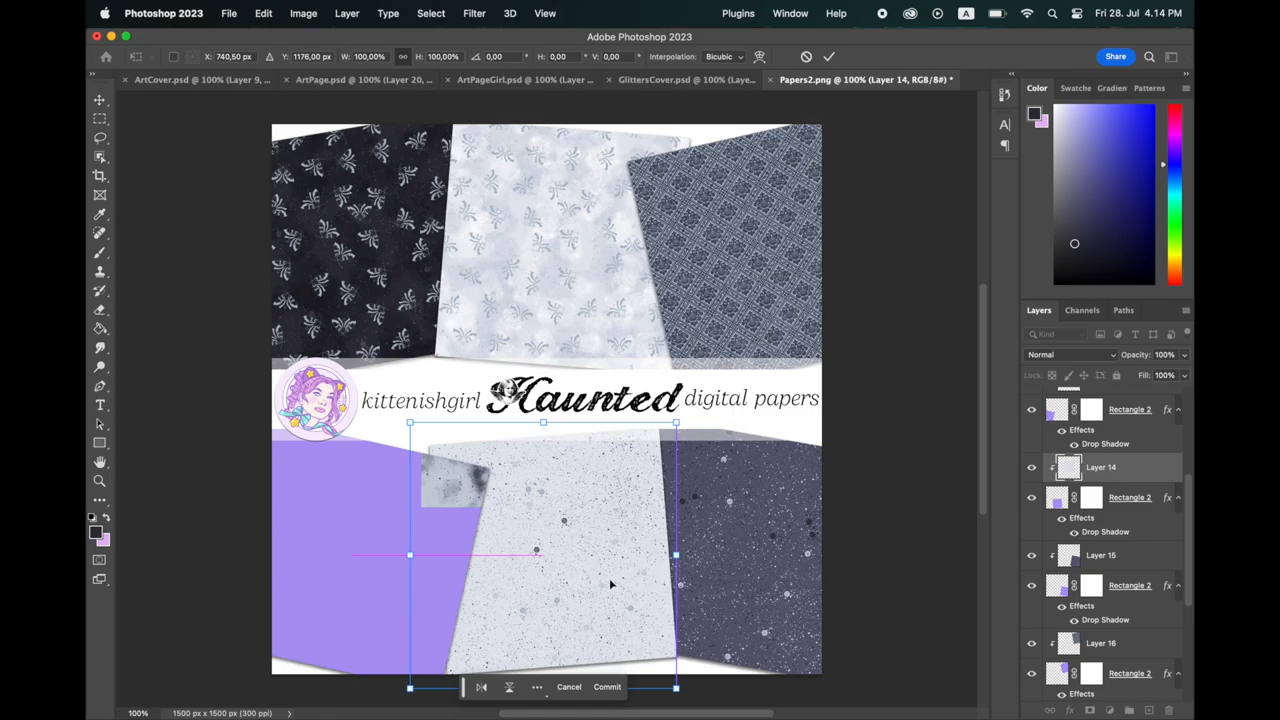 Photoshop 2023 File Edit Image Layer Type Select Filter 3D View Plugins Window Help A Fri 28. Jul. 4.14 PM
Adobe Photoshop 2023
X: 740,50 px Y: 1176,00 px W: 100,00% H: 100,00% 0,00 ° H: 0,00 ° V: 0,00 ° Interpolation: Bicubic Share
ArtCover.psd @ 100% (Layer 9, ... ArtPage.psd @ 100% (Layer 20, ... ArtPageGirl.psd @ 100% (Layer ... GlittersCover.psd @ 100% (Laye... Papers2.png @ 100% (Layer 14, RGB/8#) *
Color Swatche Gradien Patterns
kittenishgirl Haunted digital papers
Cancel Commit
Layers Channels Paths
Kind
Normal Opacity: 100%
Lock: Fill: 100%
Rectangle 2 fx
Effects
Drop Shadow
Layer 14
Rectangle 2 fx
Effects
Drop Shadow
Layer 15
Rectangle 2 fx
Effects
Drop Shadow
Layer 16
Rectangle 2 fx
Effects
fx
100% 1500 px x 1500 px (300 ppi)